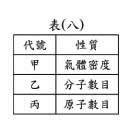 表(八)
代號 性質
甲 氣體密度
乙 分子數目
丙 原子數目